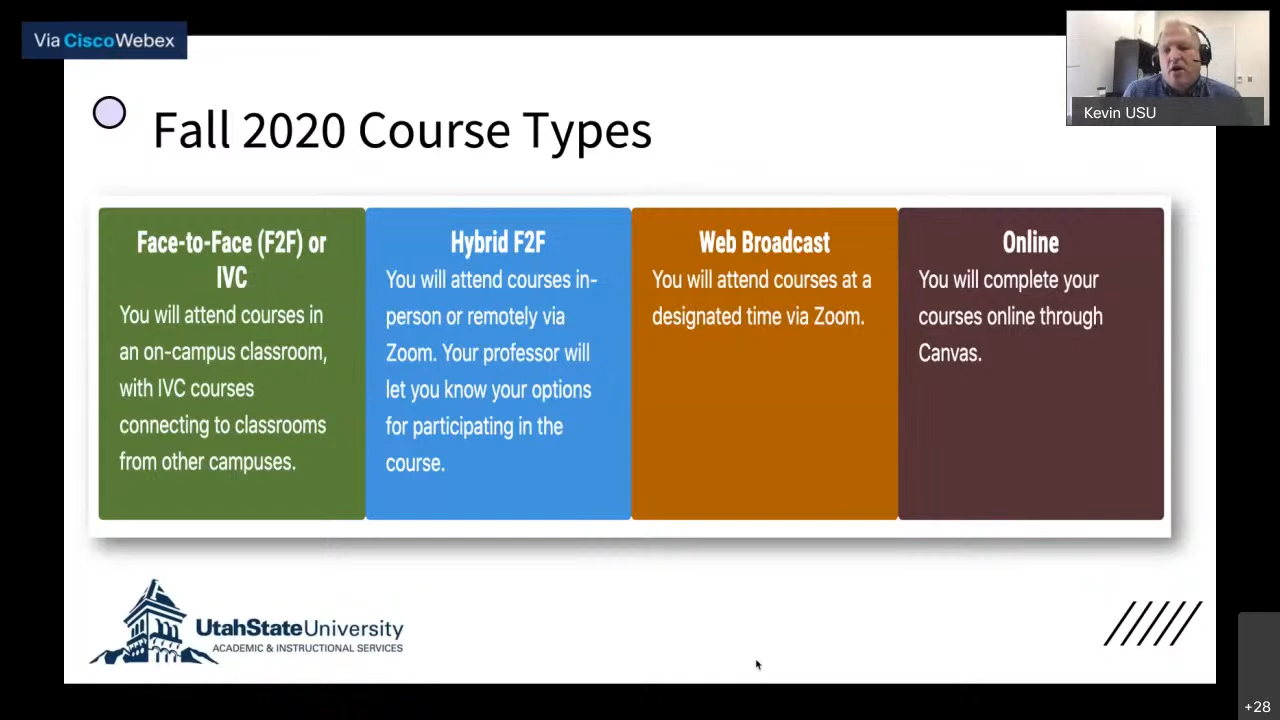 Via CiscoWebex
Kevin USU
Fall 2020 Course Types
Face-to-Face (F2F) or
IVC
You will attend courses in
an on-campus classroom,
with IVC courses
connecting to classrooms
from other campuses.
Hybrid F2F
You will attend courses in-
person or remotely via
Zoom. Your professor will
let you know your options
for participating in the
course.
Web Broadcast
You will attend courses at a
designated time via Zoom.
Online
You will complete your
courses online through
Canvas.
UtahStateUniversity
ACADEMIC & INSTRUCTIONAL SERVICES
+28